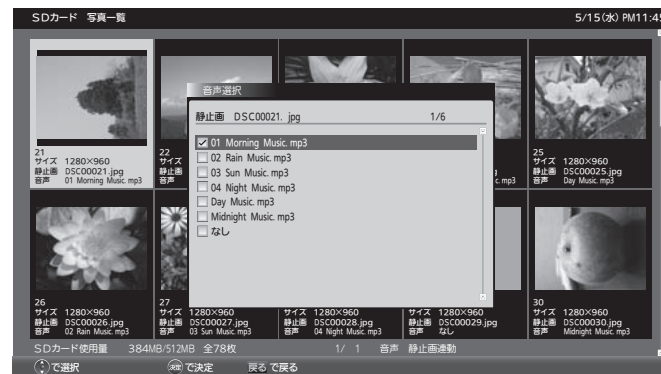 SDカード 写真一覧
5/15(水) PM11:45
音声選択
静止画 DSC00021. jpg 1/6
01 Morning Music. mp3
02 Rain Music. mp3
03 Sun Music. mp3
04 Night Music. mp3
Day Music. mp3
Midnight Music. mp3
なし
21
サイズ 1280×960
静止画 DSC00021.jpg
音声 01 Morning Music. mp3
22
サイズ
静止画
音声
c. mp3
25
サイズ 1280×960
静止画 DSC00025.jpg
音声 Day Music. mp3
26
サイズ 1280×960
静止画 DSC00026.jpg
音声 02 Rain Music. mp3
27
サイズ 1280×960
静止画 DSC00027.jpg
音声 03 Sun Music. mp3
サイズ 1280×960
静止画 DSC00028.jpg
音声 04 Night Music. mp3
サイズ 1280×960
静止画 DSC00029.jpg
音声 なし
30
サイズ 1280×960
静止画 DSC00030.jpg
音声 Midnight Music. mp3
SDカード使用量 384MB/512MB 全78枚 1/ 1 音声 静止画連動
で選択 決定 で決定 戻る で戻る